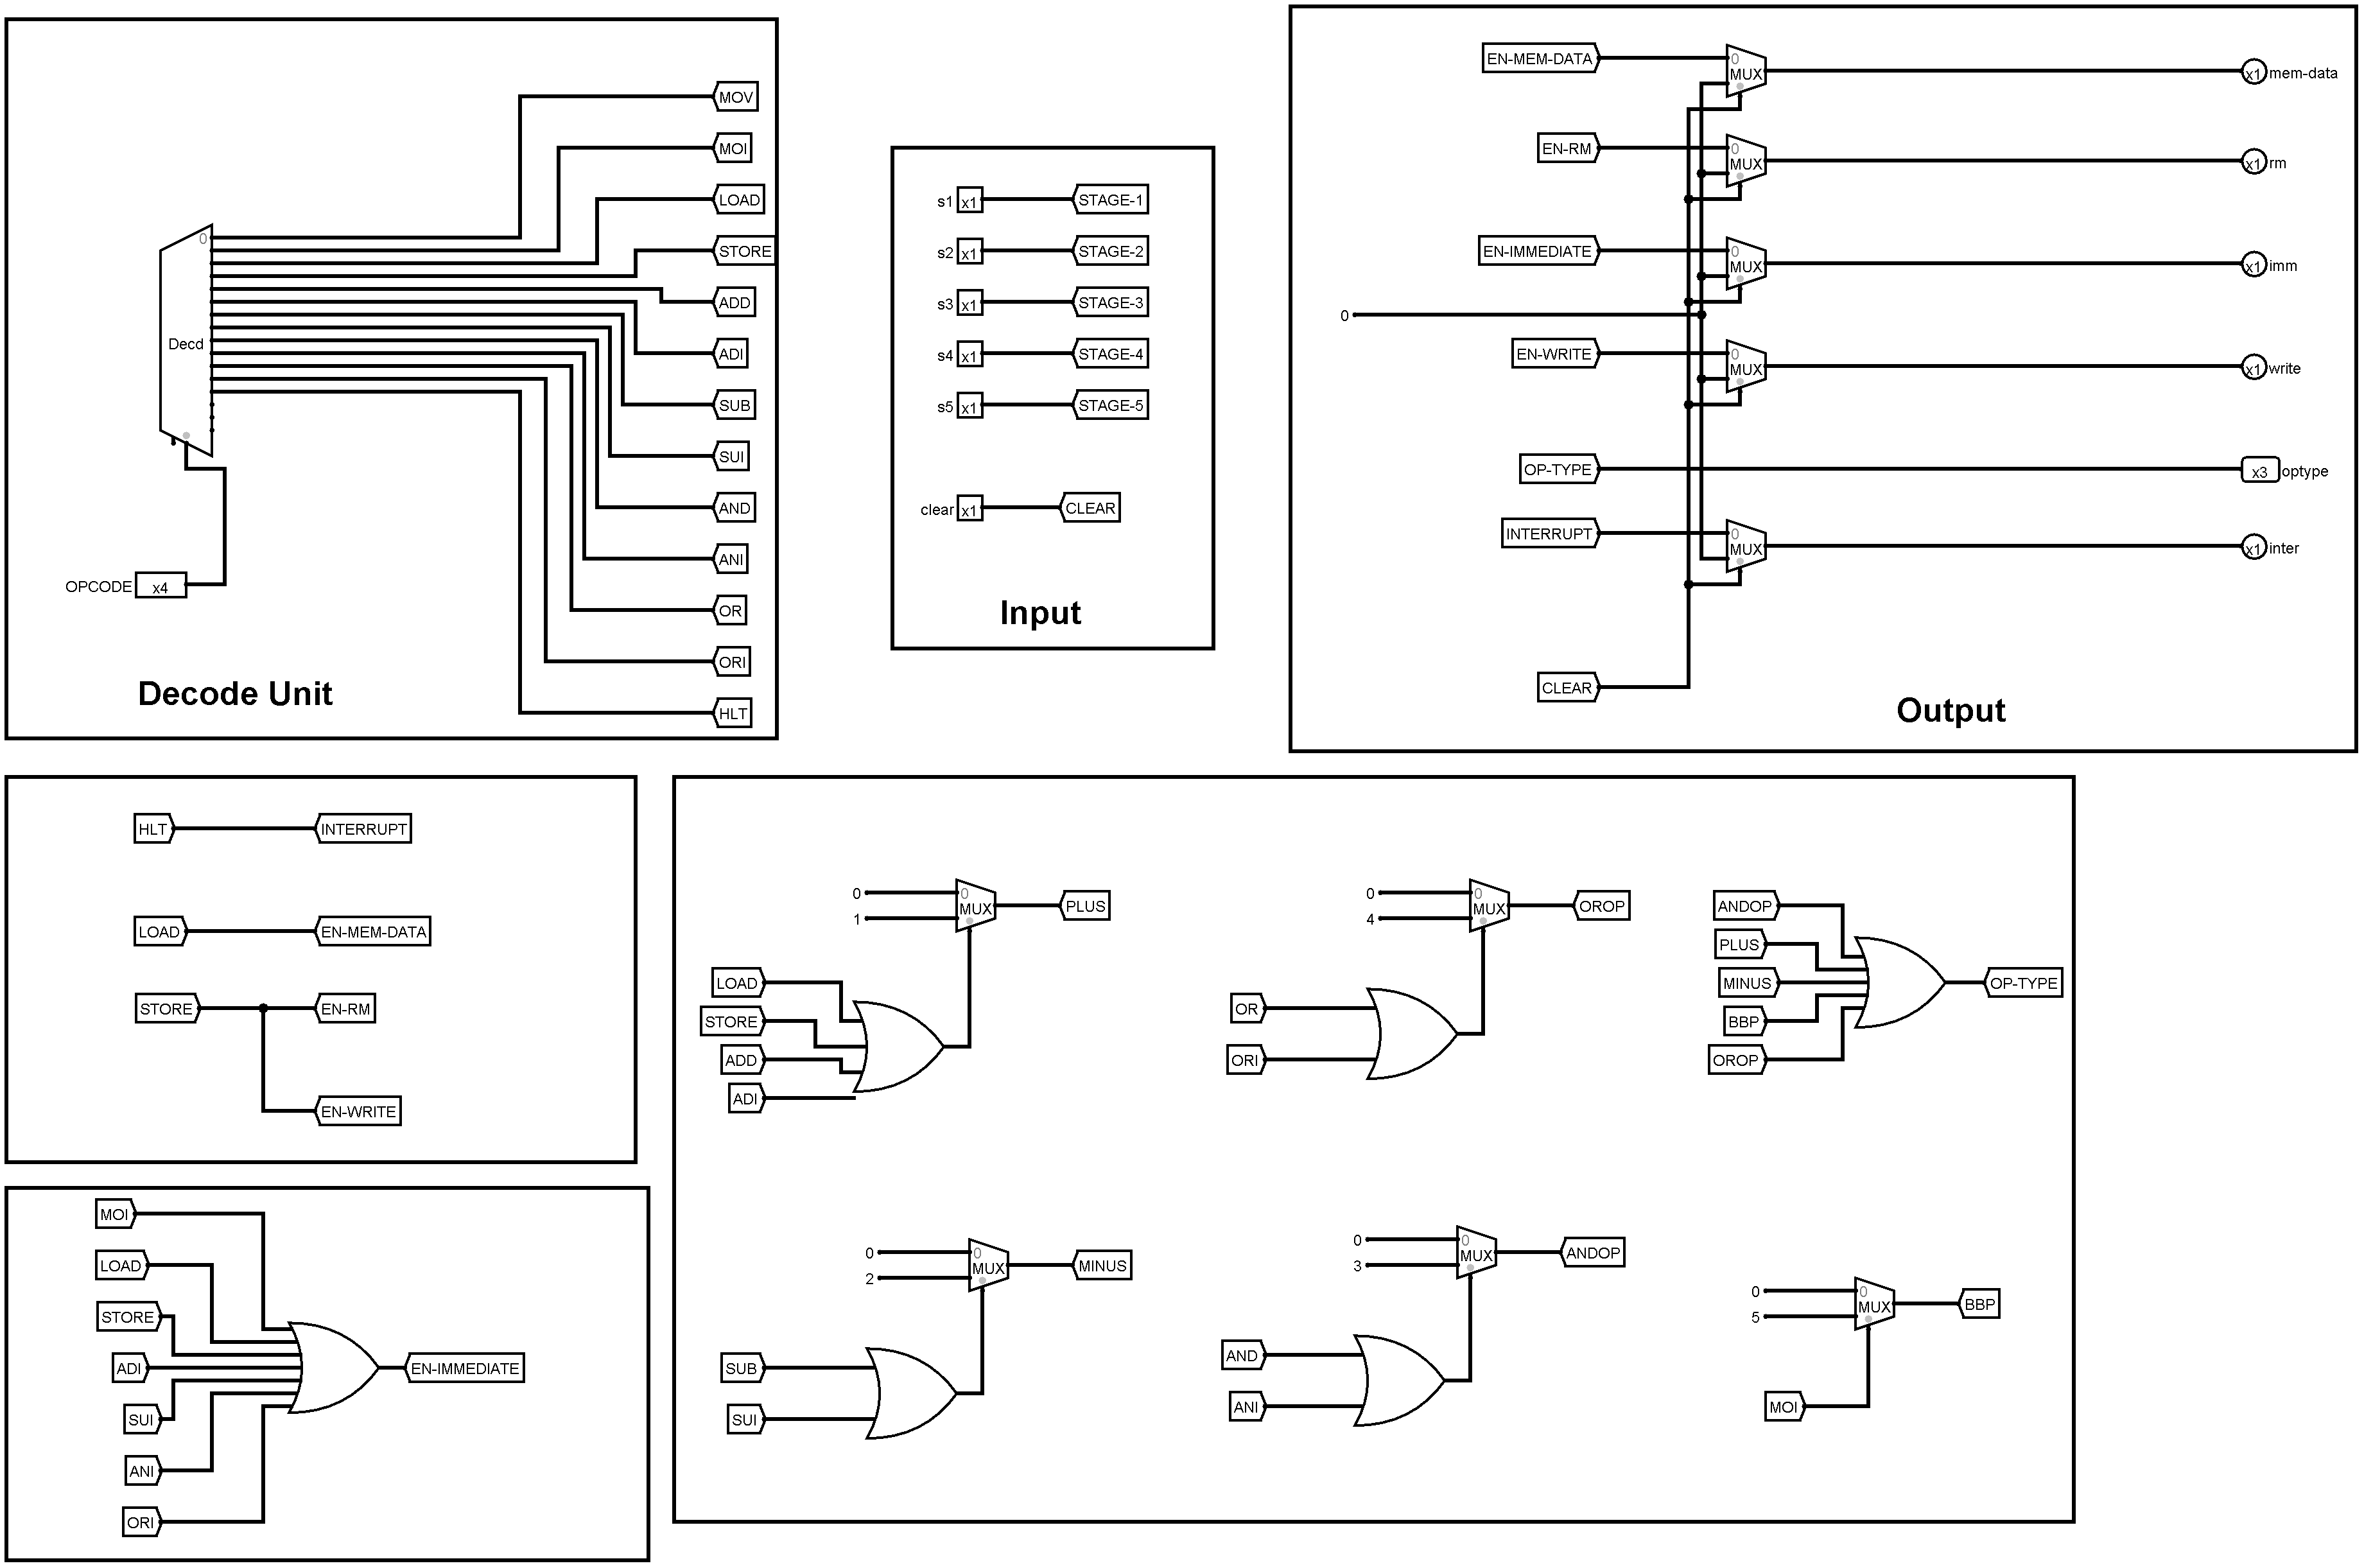 0
Decd
OPCODE x4
MOV
MOI
LOAD
STORE
ADD
ADI
SUB
SUI
AND
ANI
OR
ORI
HLT
Decode Unit
s1 x1 STAGE-1
s2 x1 STAGE-2
s3 x1 STAGE-3
s4 x1 STAGE-4
s5 x1 STAGE-5
clear x1 CLEAR
Input
EN-MEM-DATA 0 MUX x1 mem-data
EN-RM 0 MUX x1 rm
EN-IMMEDIATE 0 MUX x1 imm
0
EN-WRITE 0 MUX x1 write
OP-TYPE x3 optype
INTERRUPT 0 MUX x1 inter
CLEAR
Output
HLT INTERRUPT
LOAD EN-MEM-DATA
STORE EN-RM
EN-WRITE
MOI
LOAD
STORE
ADI EN-IMMEDIATE
SUI
ANI
ORI
0 0
1 MUX PLUS
LOAD
STORE
ADD
ADI
0 0
4 MUX OROP
OR
ORI
ANDOP
PLUS
MINUS OP-TYPE
BBP
OROP
0 0
2 MUX MINUS
SUB
SUI
0 0
3 MUX ANDOP
AND
ANI
0 0
5 MUX BBP
MOI